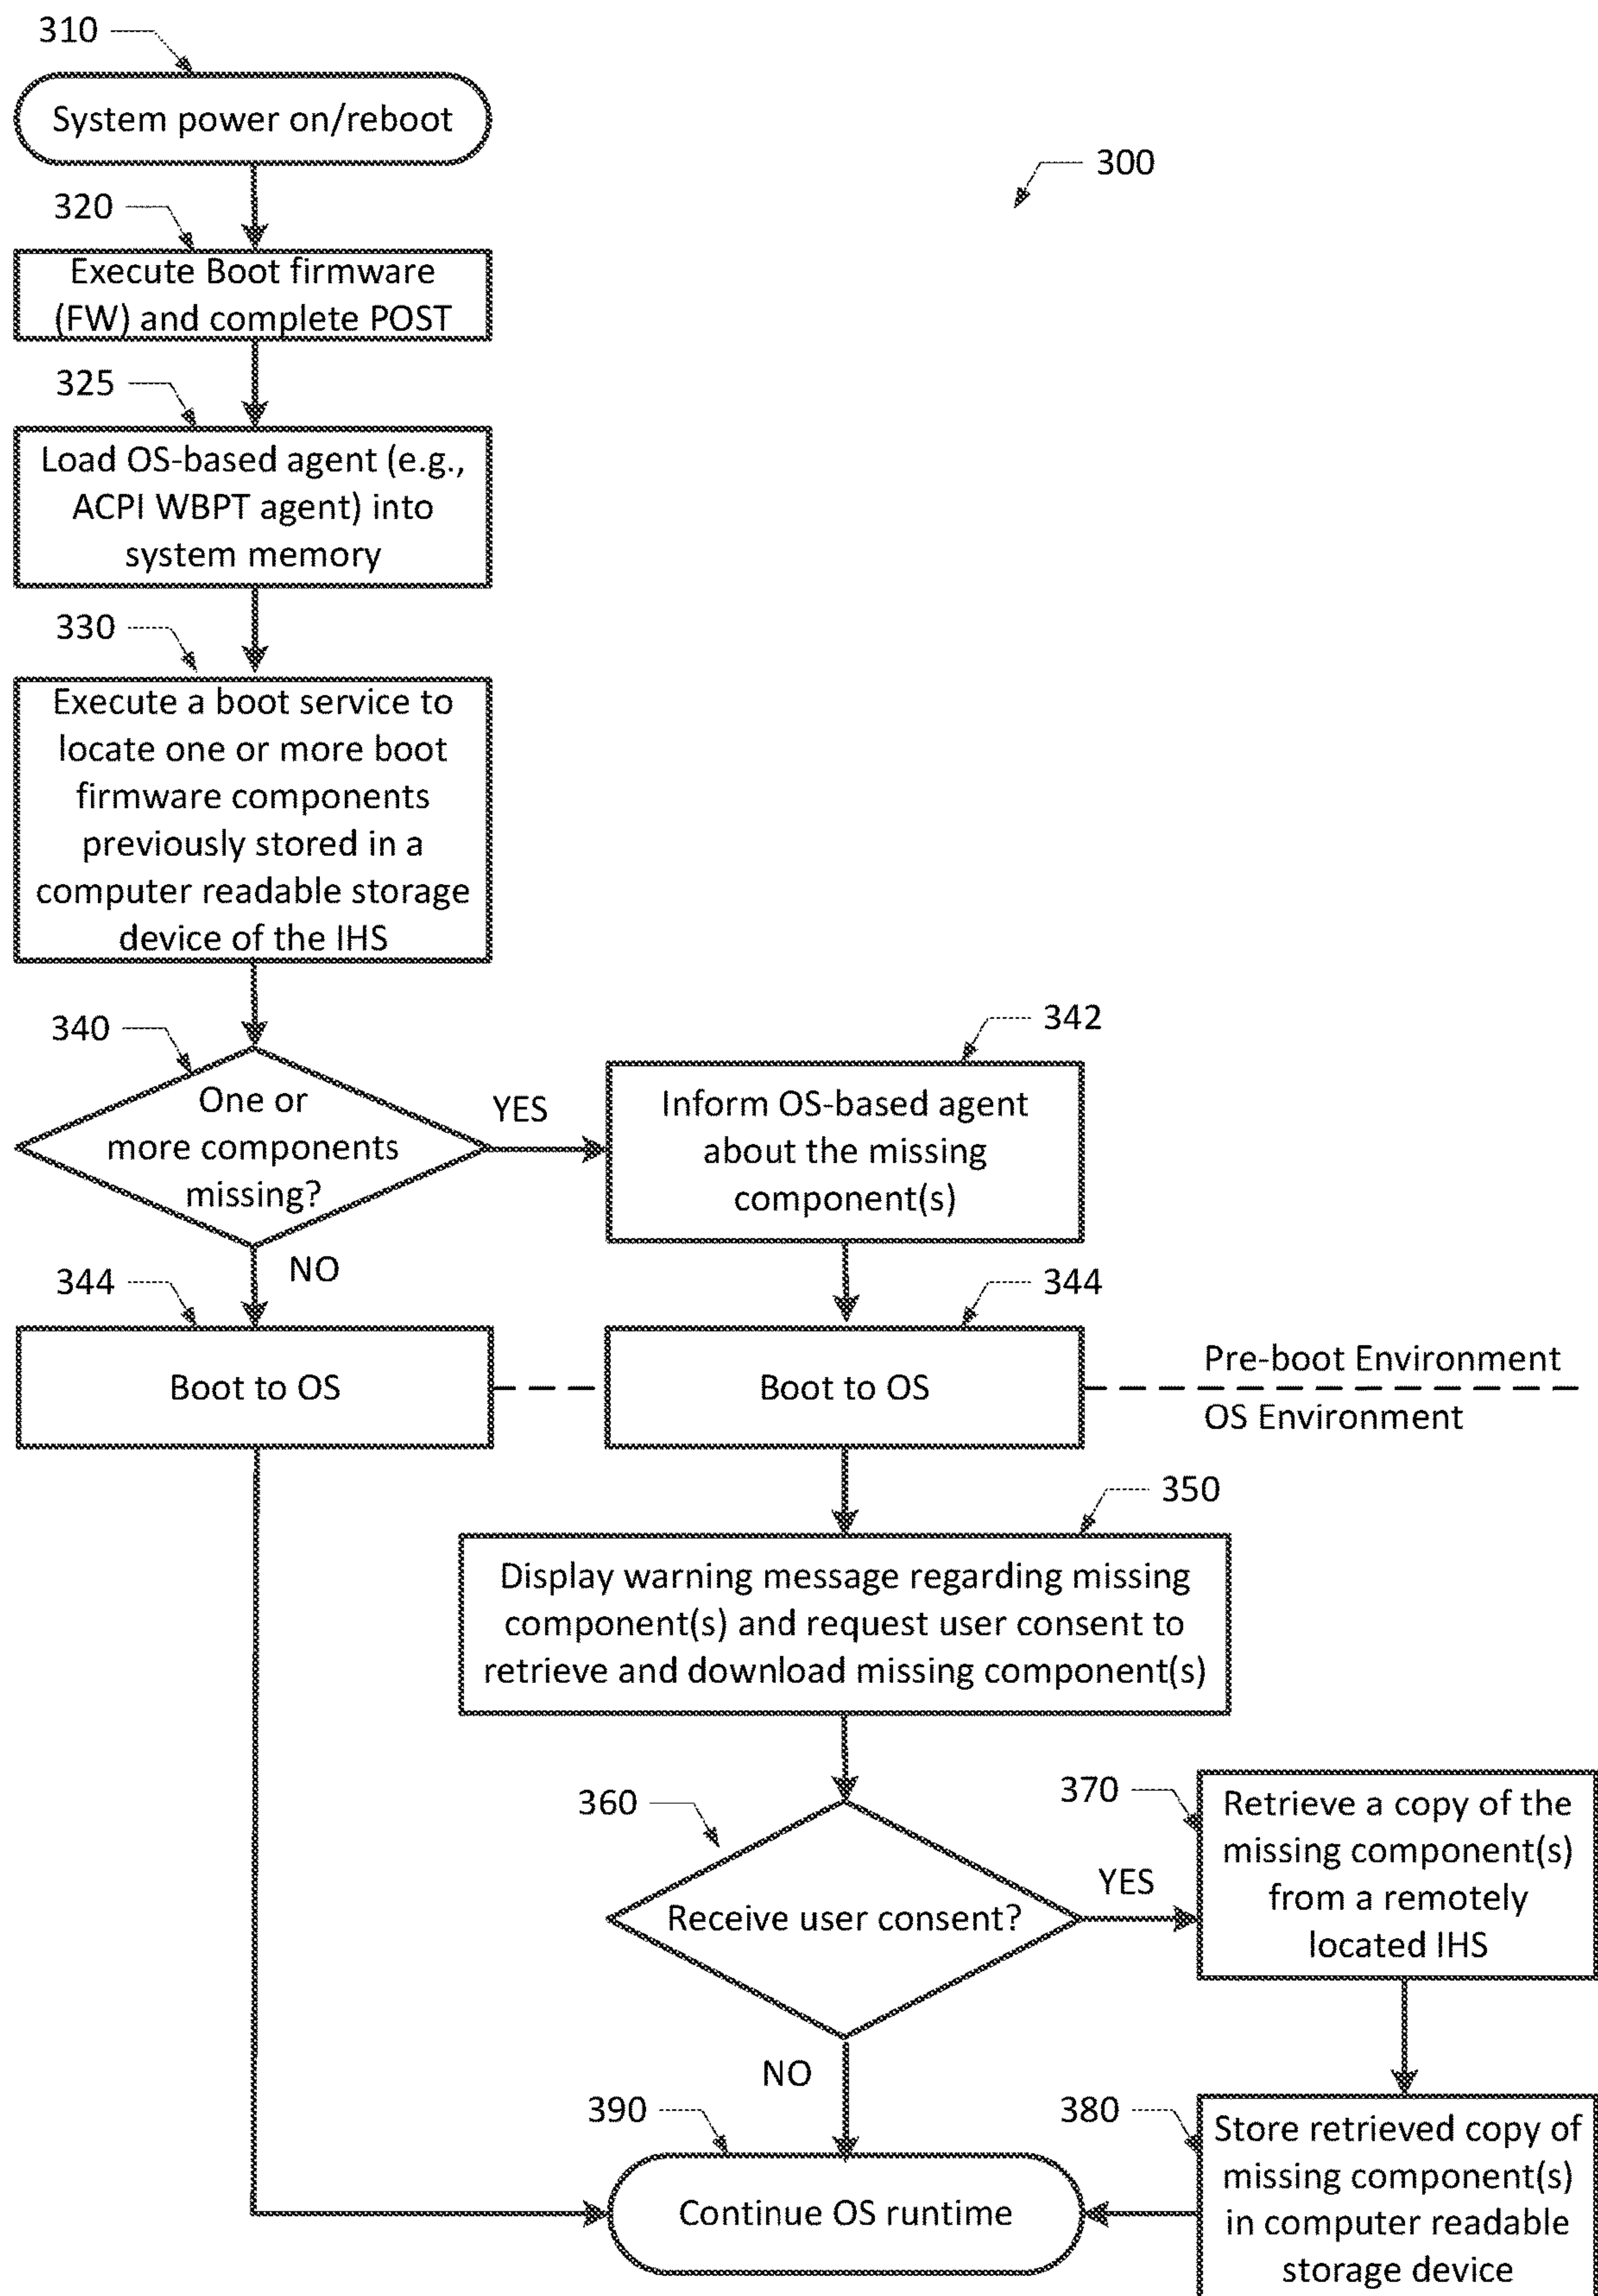 310
System power on/reboot
300
320
Execute Boot firmware
(FW) and complete POST
325
Load OS-based agent (e.g.,
ACPI WBPT agent) into
system memory
330
Execute a boot service to
locate one or more boot
firmware components
previously stored in a
computer readable storage
device of the IHS
340
One or
more components
missing?
YES
NO
342
Inform OS-based agent
about the missing
component(s)
344
Boot to OS
344
Boot to OS
Pre-boot Environment
OS Environment
350
Display warning message regarding missing
component(s) and request user consent to
retrieve and download missing component(s)
360
Receive user consent?
YES
NO
370
Retrieve a copy of the
missing component(s)
from a remotely
located IHS
380
Store retrieved copy of
missing component(s)
in computer readable
storage device
390
Continue OS runtime